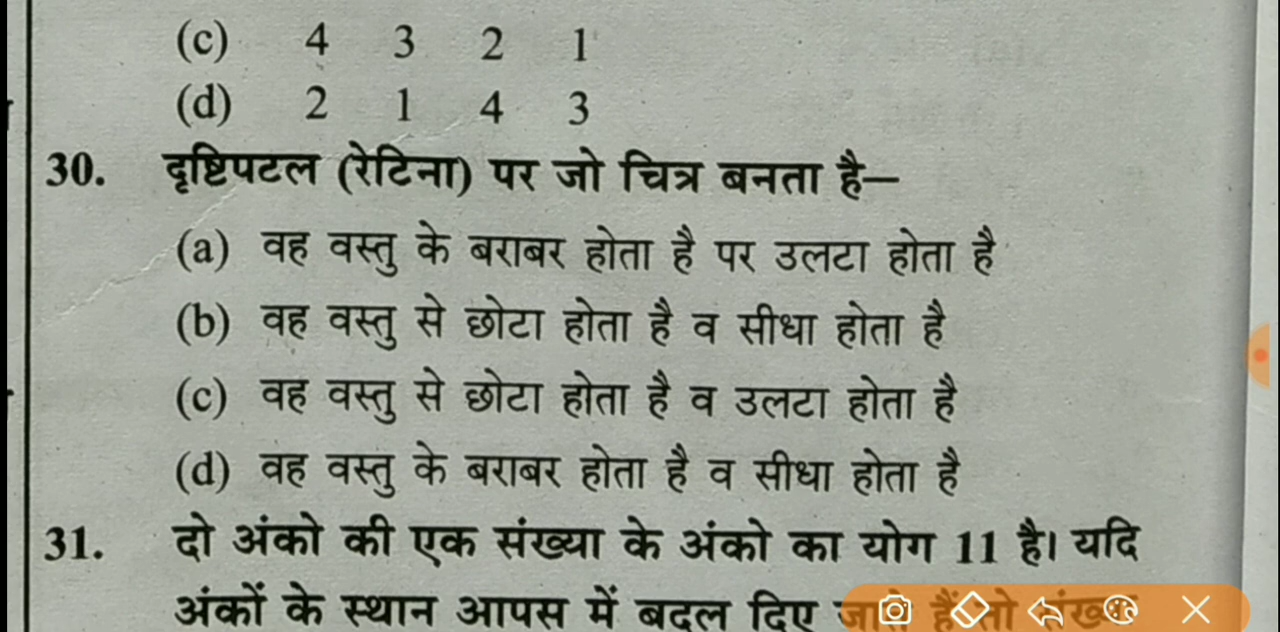 (c) 4 3 2 1
(d) 2 1 4 3
30. दृष्टिपटल (रेटिना) पर जो चित्र बनता है—
(a) वह वस्तु के बराबर होता है पर उलटा होता है
(b) वह वस्तु से छोटा होता है व सीधा होता है
(c) वह वस्तु से छोटा होता है व उलटा होता है
(d) वह वस्तु के बराबर होता है व सीधा होता है
31. दो अंको की एक संख्या के अंको का योग 11 है। यदि
अंकों के स्थान आपस में बदल दिए हैं तो